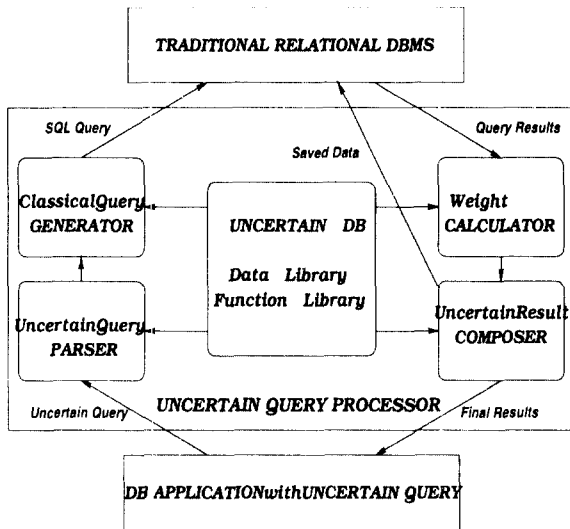 TRADITIONAL RELATIONAL DBMS
SQL Query
Query Results
Saved Data
ClassicalQuery
GENERATOR
UNCERTAIN DB
Data Library
Function Library
Weight
CALCULATOR
UncertainQuery
PARSER
UncertainResult
COMPOSER
UNCERTAIN QUERY PROCESSOR
Uncertain Query
Final Results
DB APPLICATIONwithUNCERTAIN QUERY